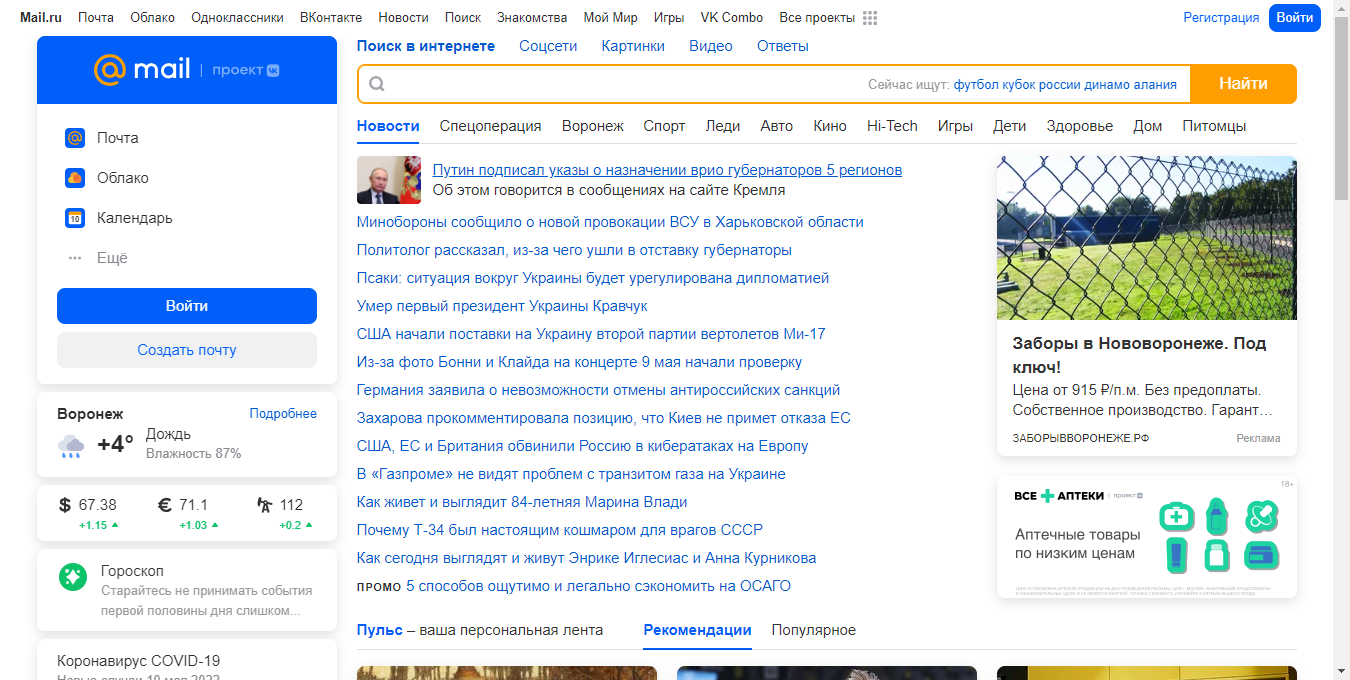 Mail.ru Почта Облако Одноклассники ВКонтакте Новости Поиск Знакомства Мой Мир Игры VK Combo Все проекты Регистрация Войти
@mail | проект
Почта
Облако
10 Календарь
Ещё
Войти
Создать почту
Воронеж Подробнее
+4° Дождь
Влажность 87%
$ 67.38 € 71.1 112
+1.15 ▲ +1.03 ▲ +0.2 ▲
Гороскоп
Старайтесь не принимать события
первой половины дня слишком...
Коронавирус COVID-19
Новые случаи 10 мая 2022
Поиск в интернете Соцсети Картинки Видео Ответы
Сейчас ищут: футбол кубок россии динамо алания Найти
Новости Спецоперация Воронеж Спорт Леди Авто Кино Hi-Tech Игры Дети Здоровье Дом Питомцы
Путин подписал указы о назначении врио губернаторов 5 регионов
Об этом говорится в сообщениях на сайте Кремля
Минобороны сообщило о новой провокации ВСУ в Харьковской области
Политолог рассказал, из-за чего ушли в отставку губернаторы
Псаки: ситуация вокруг Украины будет урегулирована дипломатией
Умер первый президент Украины Кравчук
США начали поставки на Украину второй партии вертолетов Ми-17
Из-за фото Бонни и Клайда на концерте 9 мая начали проверку
Германия заявила о невозможности отмены антироссийских санкций
Захарова прокомментировала позицию, что Киев не примет отказа ЕС
США, ЕС и Британия обвинили Россию в кибератаках на Европу
В «Газпроме» не видят проблем с транзитом газа на Украине
Как живет и выглядит 84-летняя Марина Влади
Почему Т-34 был настоящим кошмаром для врагов СССР
Как сегодня выглядят и живут Энрике Иглесиас и Анна Курникова
ПРОМО 5 способов ощутимо и легально сэкономить на ОСАГО
Заборы в Нововоронеже. Под
ключ!
Цена от 915 ₽/п.м. Без предоплаты.
Собственное производство. Гарант...
ЗАБОРЫВВОРОНЕЖЕ.РФ Реклама
18+
ВСЕ АПТЕКИ | проект
Аптечные товары
по низким ценам
Пульс – ваша персональная лента Рекомендации Популярное